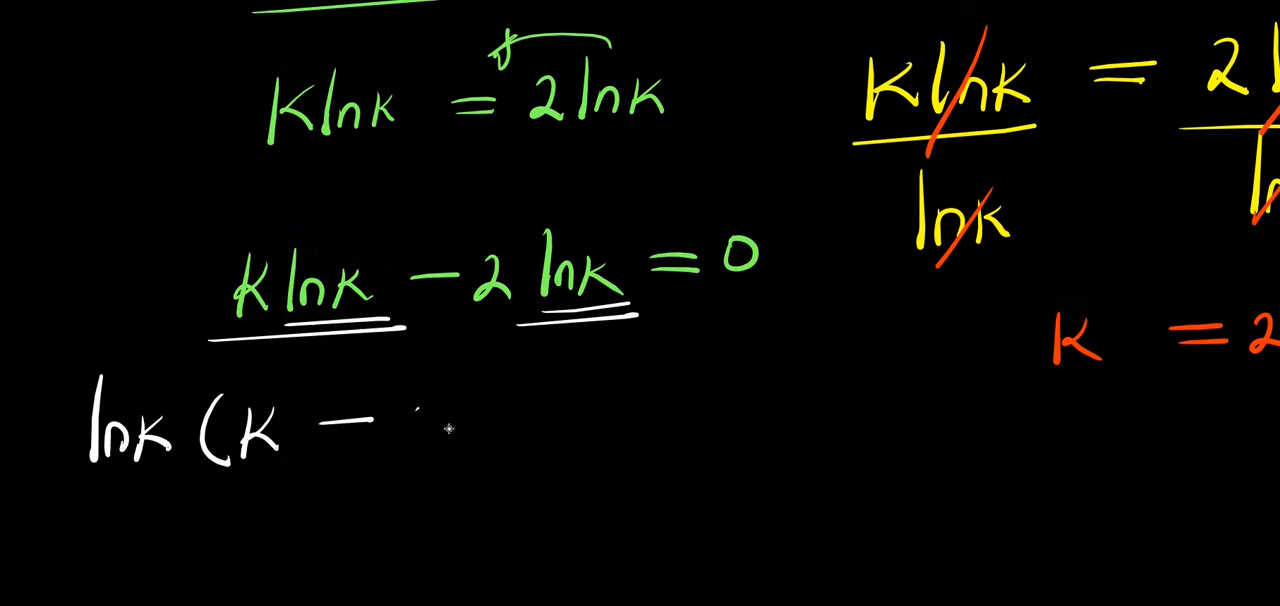 klnk = 2lnk
klnk - 2lnk = 0
lnk (k -
klnk = 2
lnk
k = 2